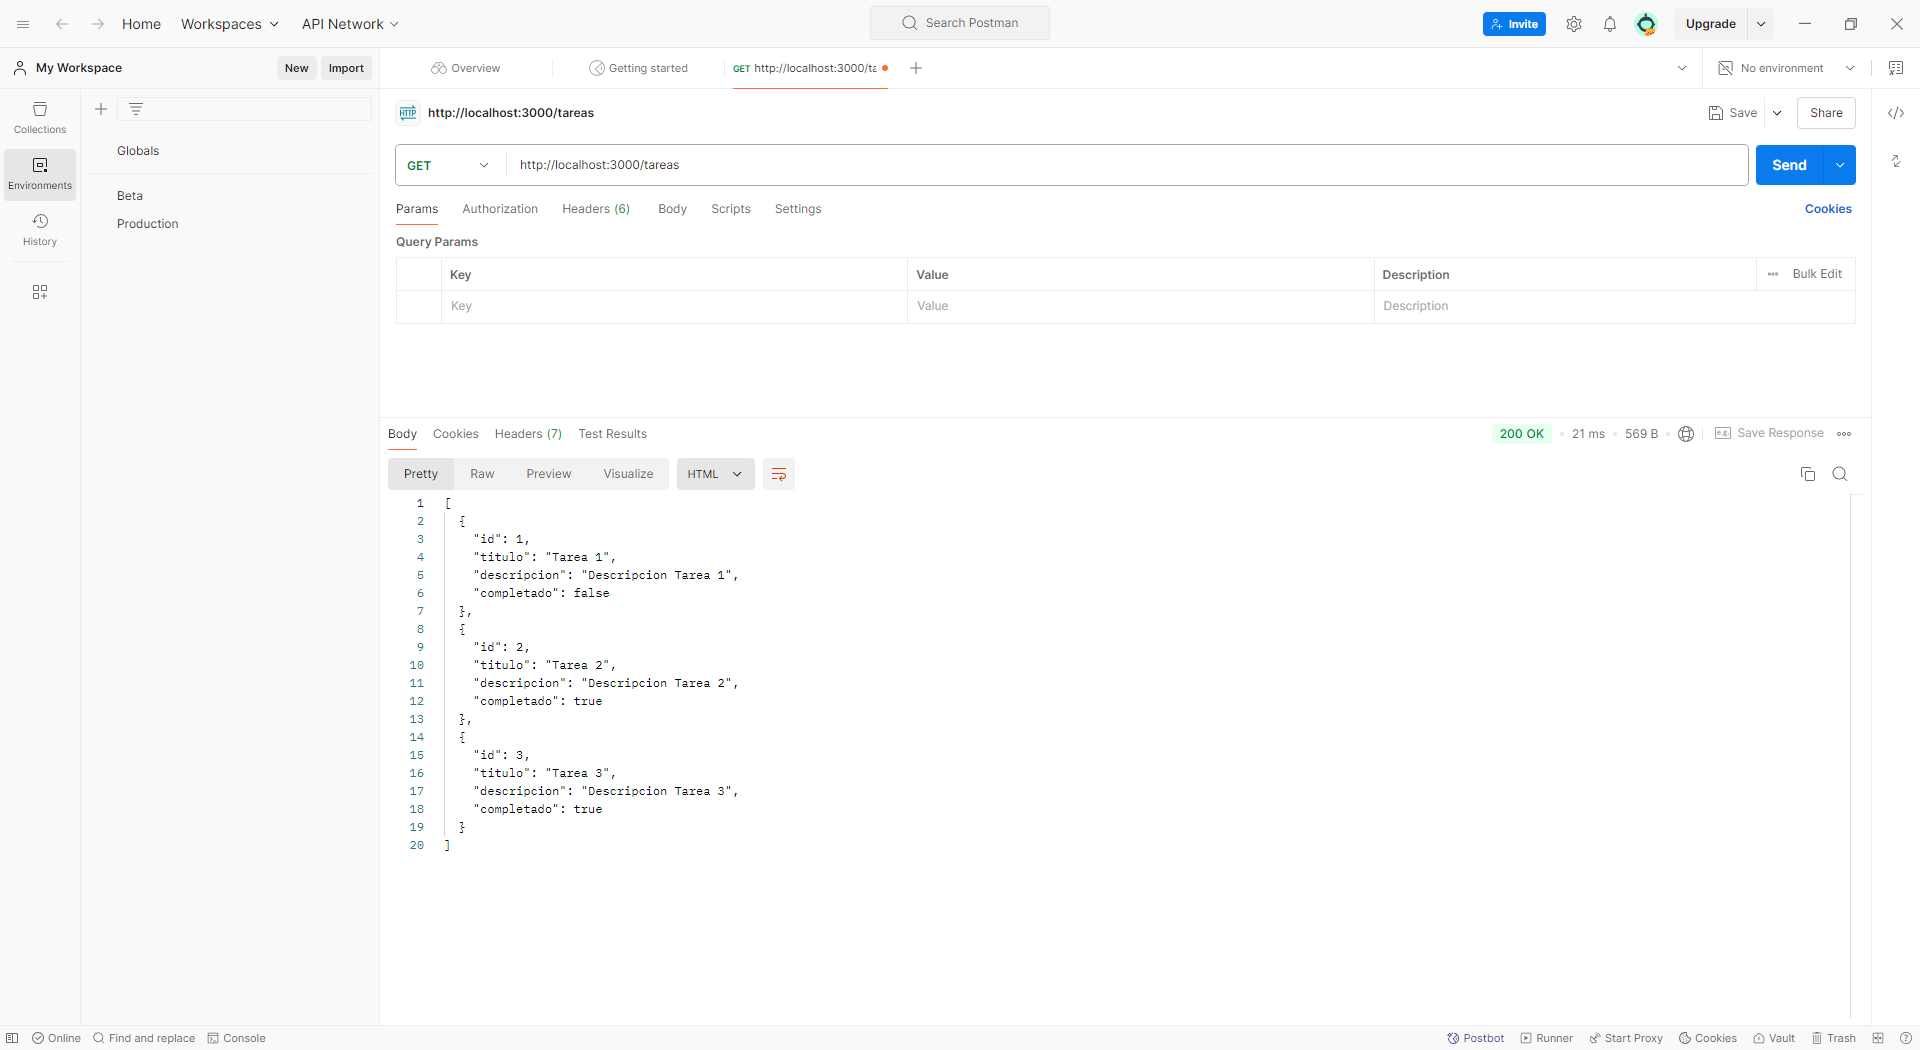 Home Workspaces API Network Search Postman Invite Upgrade
My Workspace New Import Overview Getting started GET http://localhost:3000/ta No environment
Collections
Environments
History
Globals
Beta
Production
HTTP http://localhost:3000/tareas Save Share
GET http://localhost:3000/tareas Send
Params Authorization Headers (6) Body Scripts Settings Cookies
Query Params
Key Value Description Bulk Edit
Key Value Description
Body Cookies Headers (7) Test Results 200 OK 21 ms 569 B e.g. Save Response
Pretty Raw Preview Visualize HTML
1 [
2 {
3 "id": 1,
4 "titulo": "Tarea 1",
5 "descripcion": "Descripcion Tarea 1",
6 "completado": false
7 },
8 {
9 "id": 2,
10 "titulo": "Tarea 2",
11 "descripcion": "Descripcion Tarea 2",
12 "completado": true
13 },
14 {
15 "id": 3,
16 "titulo": "Tarea 3",
17 "descripcion": "Descripcion Tarea 3",
18 "completado": true
19 }
20 ]
Online Find and replace Console Postbot Runner Start Proxy Cookies Vault Trash